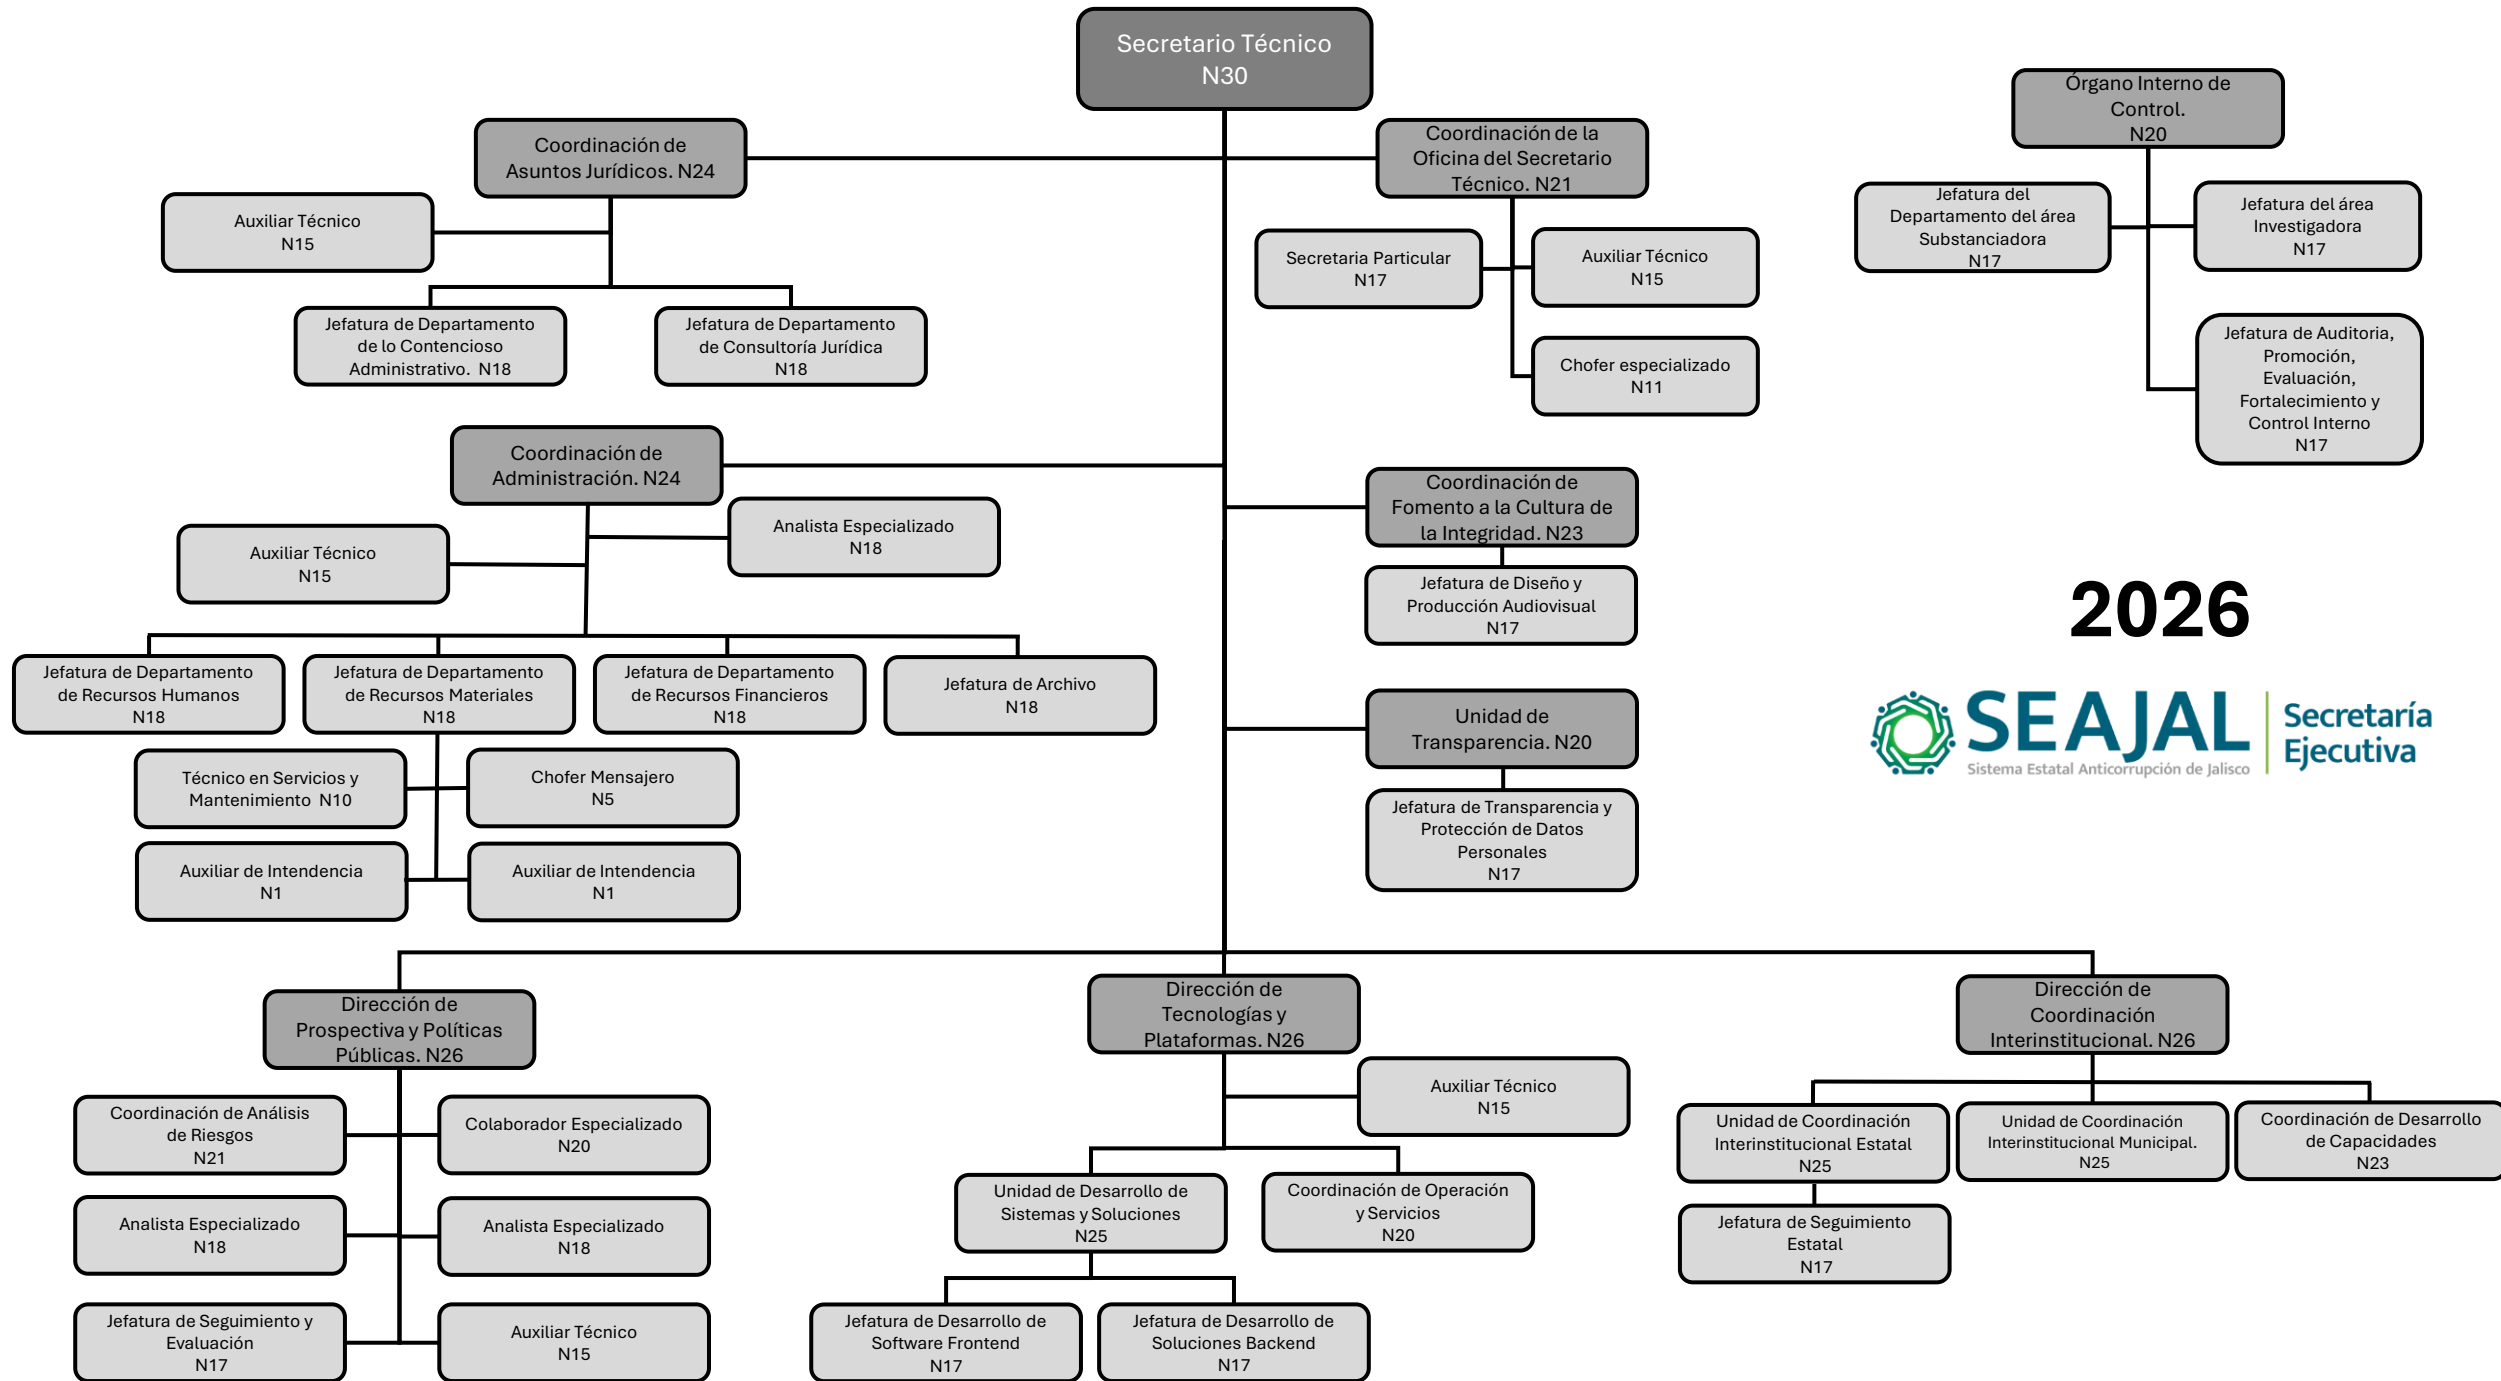 Secretario Técnico
N30
Órgano Interno de
Control.
N20
Coordinación de
Asuntos Jurídicos. N24
Coordinación de la
Oficina del Secretario
Técnico. N21
Auxiliar Técnico
N15
Jefatura del
Departamento del área
Substanciadora
N17
Jefatura del área
Investigadora
N17
Secretaria Particular
N17
Auxiliar Técnico
N15
Jefatura de Departamento
de lo Contencioso
Administrativo. N18
Jefatura de Departamento
de Consultoría Jurídica
N18
Chofer especializado
N11
Jefatura de Auditoria,
Promoción,
Evaluación,
Fortalecimiento y
Control Interno
N17
Coordinación de
Administración. N24
Coordinación de
Fomento a la Cultura de
la Integridad. N23
Auxiliar Técnico
N15
Analista Especializado
N18
Jefatura de Diseño y
Producción Audiovisual
N17
2026
Jefatura de Departamento
de Recursos Humanos
N18
Jefatura de Departamento
de Recursos Materiales
N18
Jefatura de Departamento
de Recursos Financieros
N18
Jefatura de Archivo
N18
Unidad de
Transparencia. N20
SEAJAL
Sistema Estatal Anticorrupción de Jalisco
Secretaría
Ejecutiva
Técnico en Servicios y
Mantenimiento N10
Chofer Mensajero
N5
Jefatura de Transparencia y
Protección de Datos
Personales
N17
Auxiliar de Intendencia
N1
Auxiliar de Intendencia
N1
Dirección de
Prospectiva y Políticas
Públicas. N26
Dirección de
Tecnologías y
Plataformas. N26
Dirección de
Coordinación
Interinstitucional. N26
Coordinación de Análisis
de Riesgos
N21
Colaborador Especializado
N20
Auxiliar Técnico
N15
Unidad de Coordinación
Interinstitucional Estatal
N25
Unidad de Coordinación
Interinstitucional Municipal.
N25
Coordinación de Desarrollo
de Capacidades
N23
Analista Especializado
N18
Analista Especializado
N18
Unidad de Desarrollo de
Sistemas y Soluciones
N25
Coordinación de Operación
y Servicios
N20
Jefatura de Seguimiento
Estatal
N17
Jefatura de Seguimiento y
Evaluación
N17
Auxiliar Técnico
N15
Jefatura de Desarrollo de
Software Frontend
N17
Jefatura de Desarrollo de
Soluciones Backend
N17